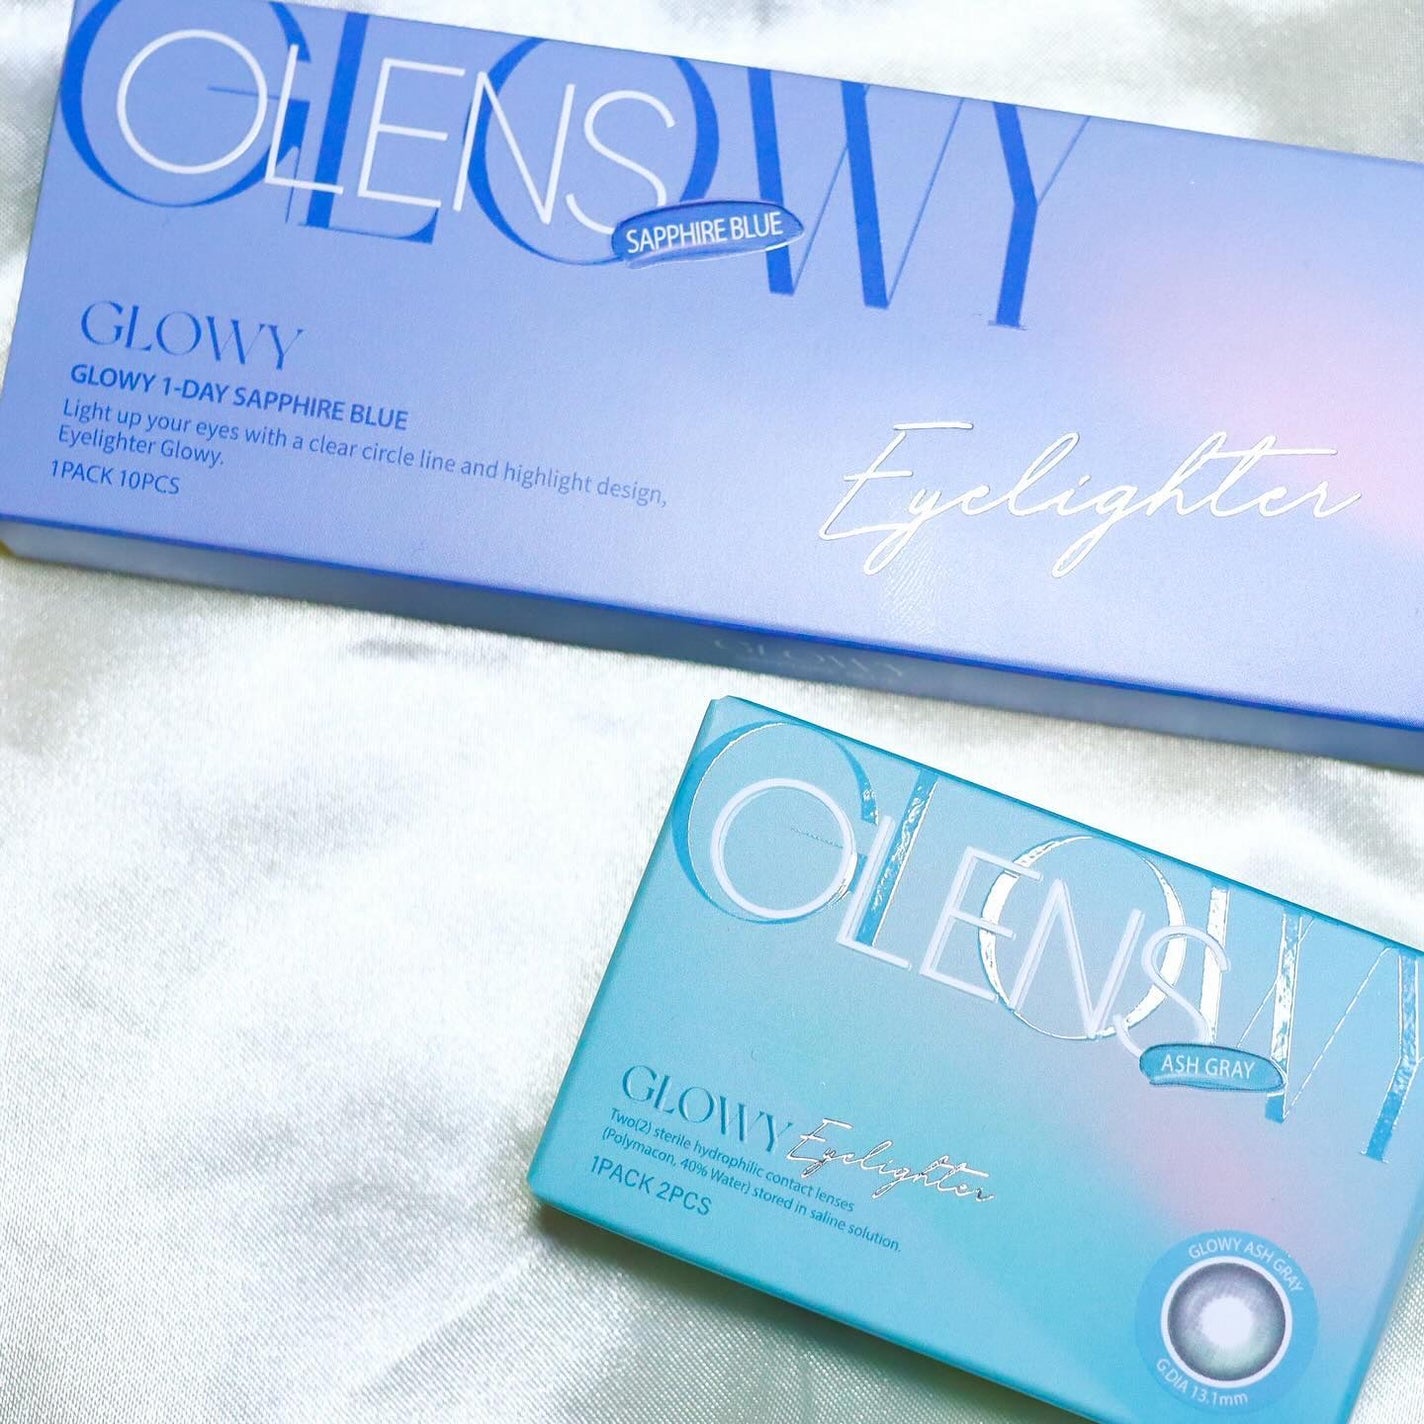 GLOWY
OLENS
SAPPHIRE BLUE
GLOWY
GLOWY 1-DAY SAPPHIRE BLUE
Light up your eyes with a clear circle line and highlight design,
Eyelighter Glowy.
1PACK 10PCS
Eyelighter
GLOWY
GLOWY
OLENS
ASH GRAY
GLOWY Eyelighter
Two(2) sterile hydrophilic contact lenses
(Polymacon, 40% Water) stored in saline solution.
1PACK 2PCS
GLOWY ASH GRAY
G.DIA 13.1mm